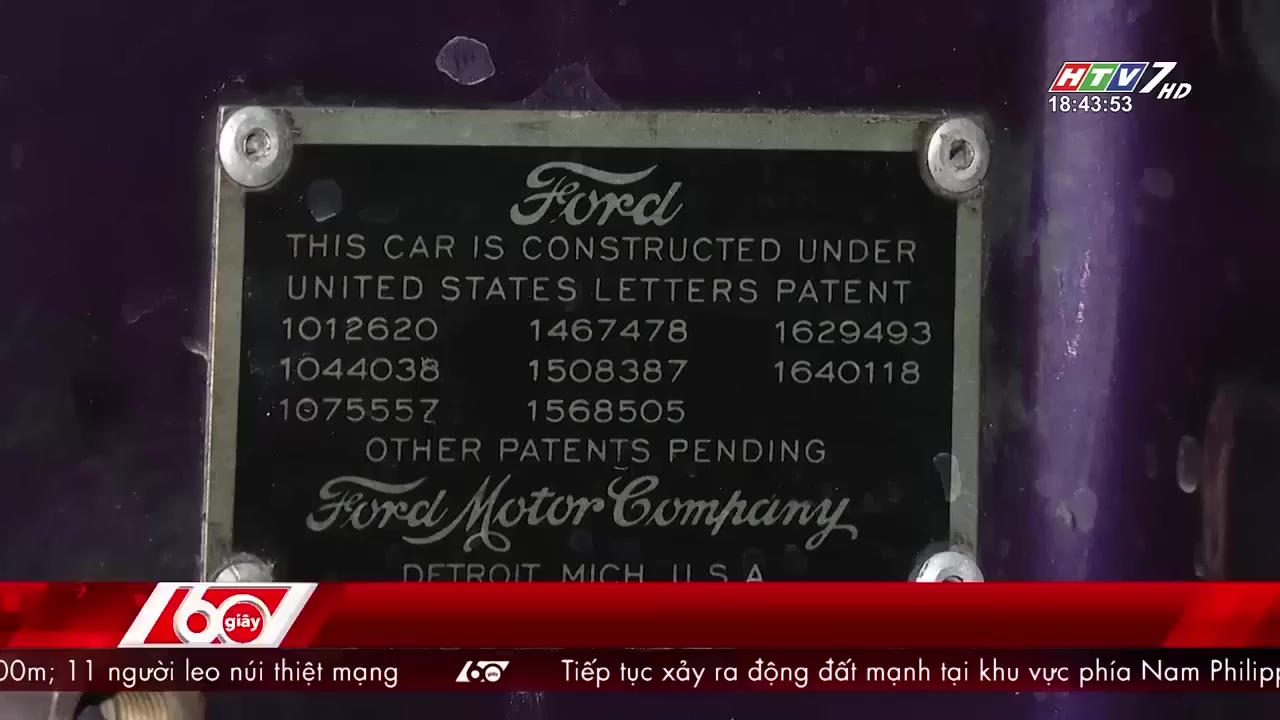 HTV7 HD
18:43:53
Ford
THIS CAR IS CONSTRUCTED UNDER
UNITED STATES LETTERS PATENT
1012620 1467478 1629493
1044038 1508387 1640118
1075557 1568505
OTHER PATENTS PENDING
Ford Motor Company
DETROIT MICH. U.S.A.
60 giây
00m; 11 người leo núi thiệt mạng 60 giây Tiếp tục xảy ra động đất mạnh tại khu vực phía Nam Philipp